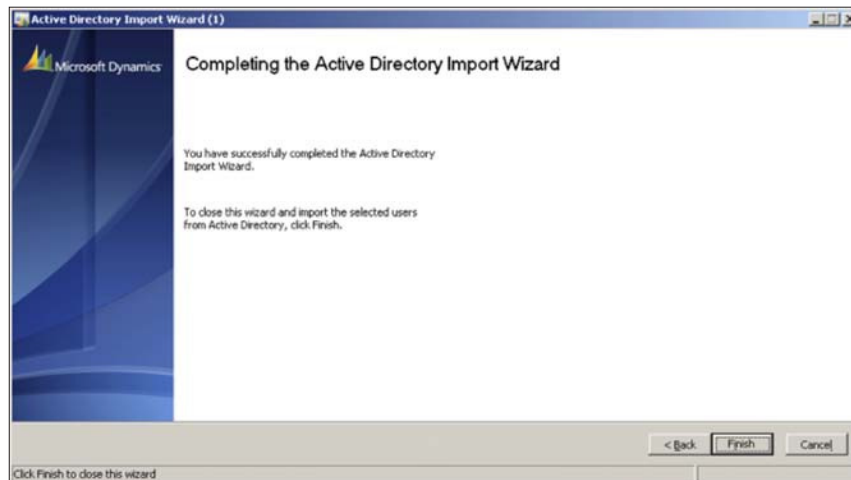 Active Directory Import Wizard (1)
Microsoft Dynamics
Completing the Active Directory Import Wizard
You have successfully completed the Active Directory
Import Wizard.
To close this wizard and import the selected users
from Active Directory, click Finish.
< Back
Finish
Cancel
Click Finish to close this wizard